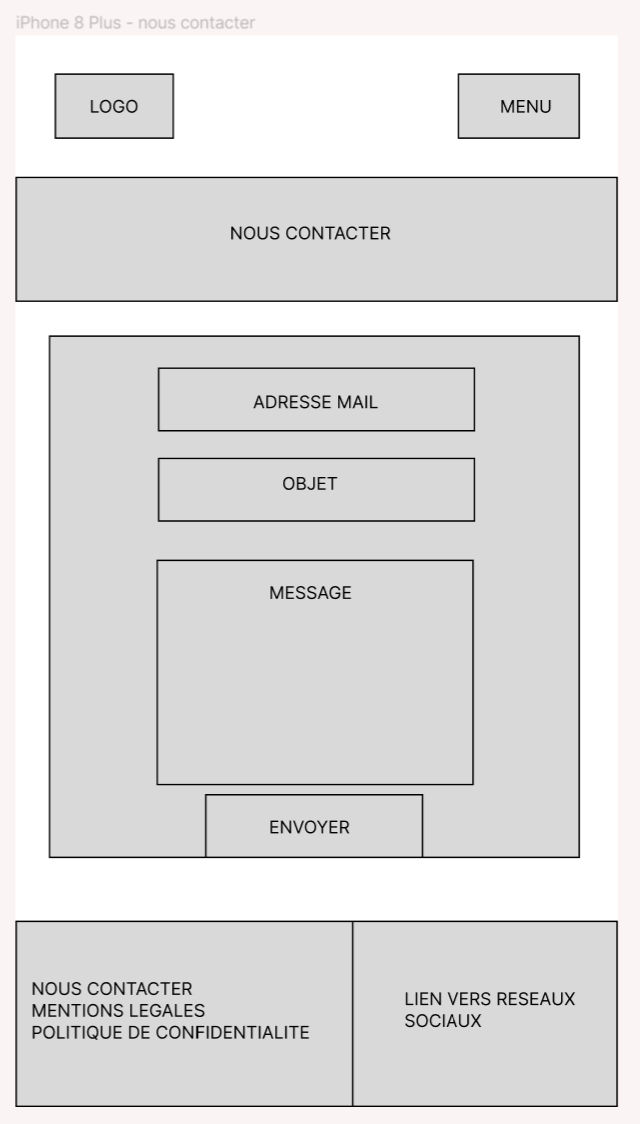 iPhone 8 Plus - nous contacter
LOGO
MENU
NOUS CONTACTER
ADRESSE MAIL
OBJET
MESSAGE
ENVOYER
NOUS CONTACTER
MENTIONS LEGALES
POLITIQUE DE CONFIDENTIALITE
LIEN VERS RESEAUX
SOCIAUX